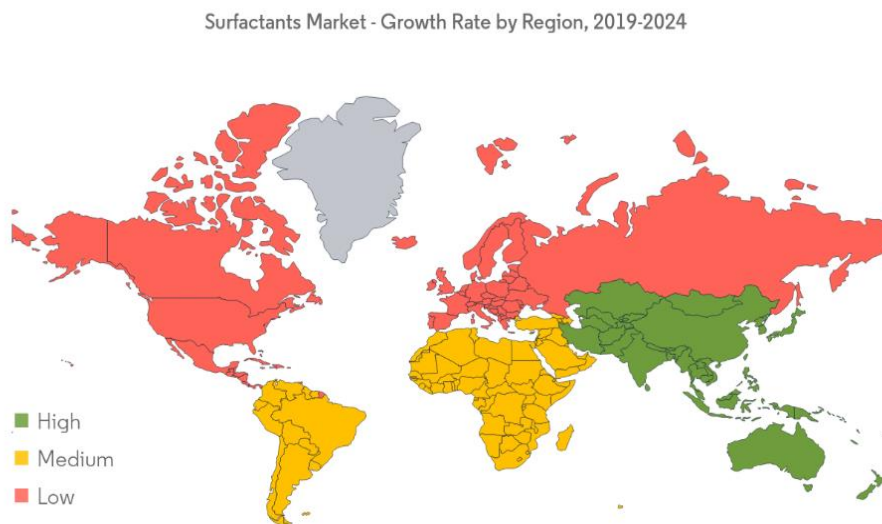 Surfactants Market - Growth Rate by Region, 2019-2024
High
Medium
Low